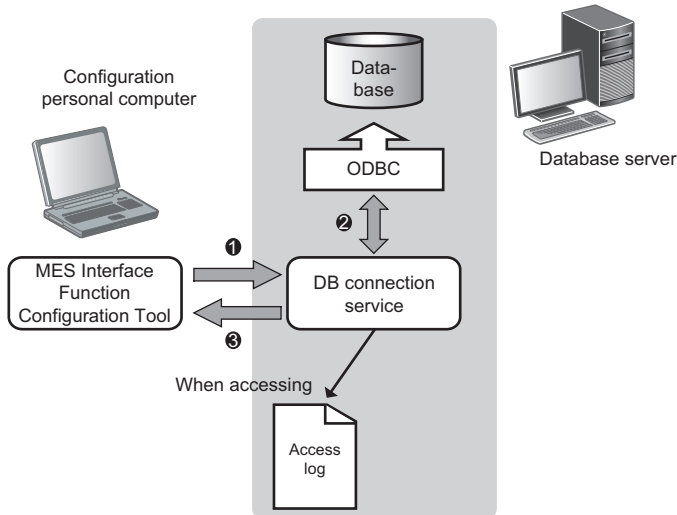 Configuration
personal computer
Data-
base
Database server
ODBC
❶
❷
MES Interface
Function
Configuration Tool
DB connection
service
❸
When accessing
Access
log